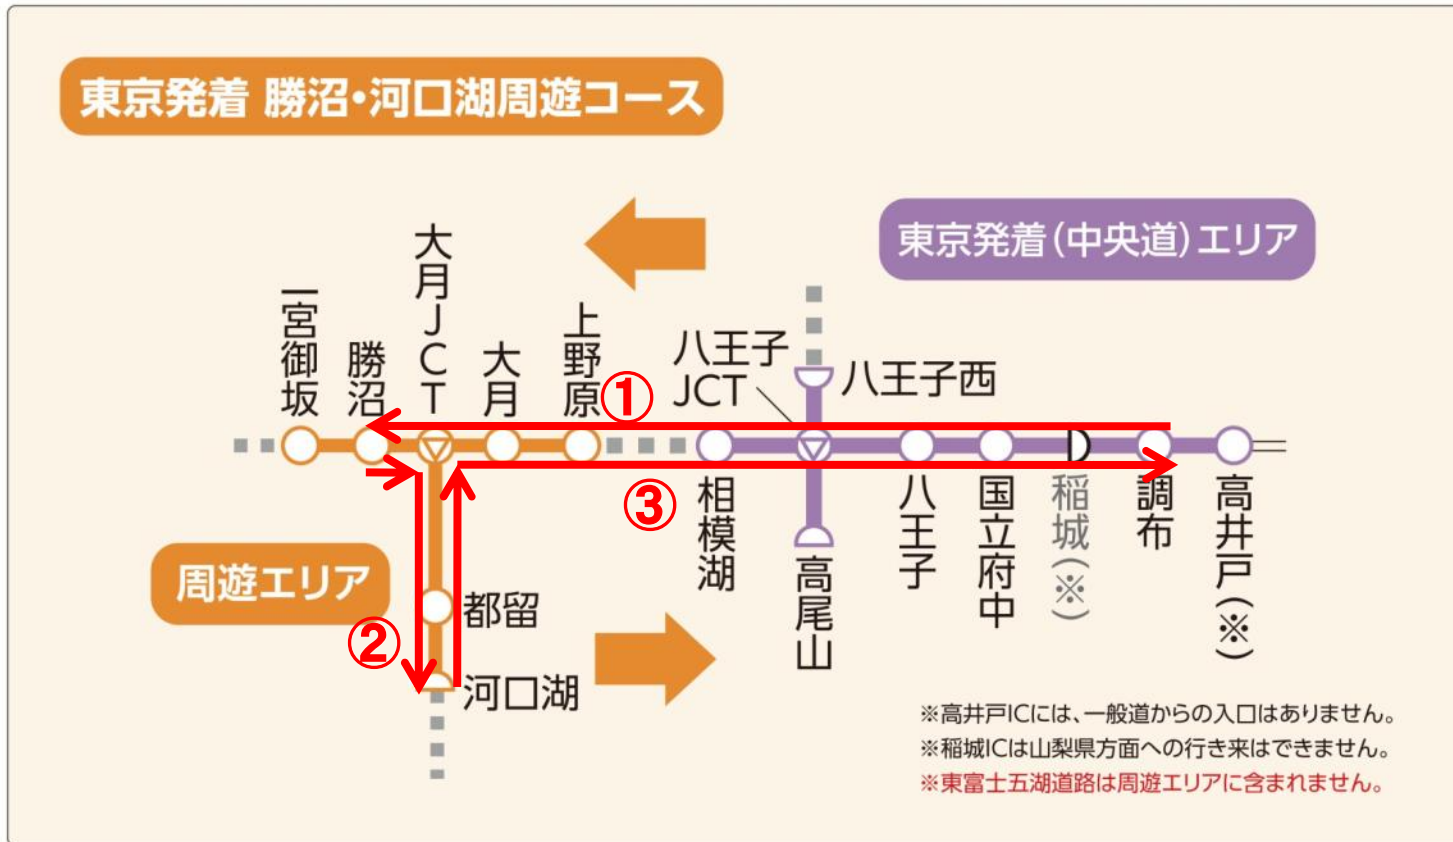 東京発着 勝沼・河口湖周遊コース
東京発着(中央道)エリア
一宮御坂
勝沼
大月JCT
大月
上野原
①
八王子
JCT
八王子西
③
相模湖
高尾山
八王子
国立府中
稲城(※)
調布
高井戸(※)
周遊エリア
②
都留
河口湖
※高井戸ICには、一般道からの入口はありません。
※稲城ICは山梨県方面への行き来はできません。
※東富士五湖道路は周遊エリアに含まれません。